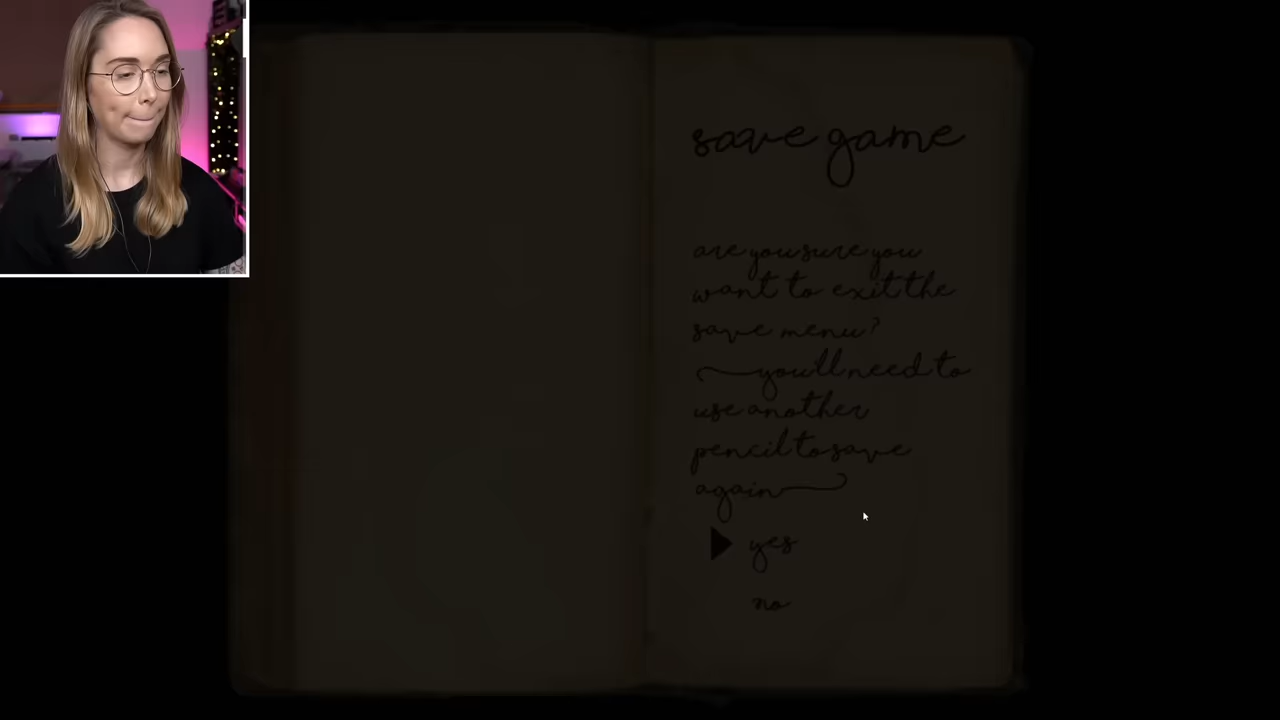 save game
are you sure you
want to exit the
save menu?
you'll need to
use another
pencil to save
again
yes
no